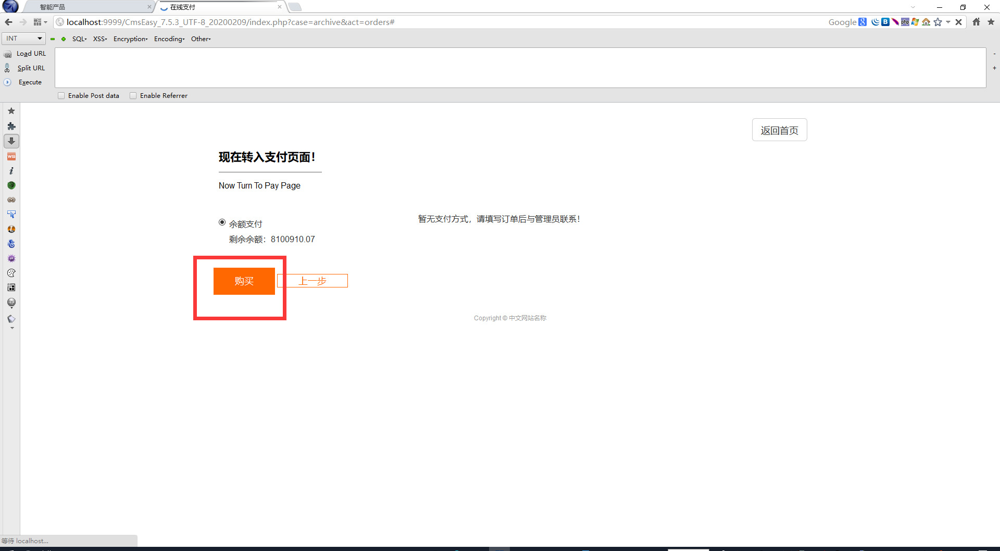 智能产品
在线支付
localhost:9999/CmsEasy_7.5.3_UTF-8_20200209/index.php?case=archive&act=orders#
Google
INT
SQL
XSS
Encryption
Encoding
Other
Load URL
Split URL
Execute
-
+
Enable Post data
Enable Referrer
返回首页
现在转入支付页面!
Now Turn To Pay Page
余额支付
剩余余额: 8100910.07
暂无支付方式，请填写订单后与管理员联系!
购买
上一步
Copyright © 中文网站名称
等待 localhost...